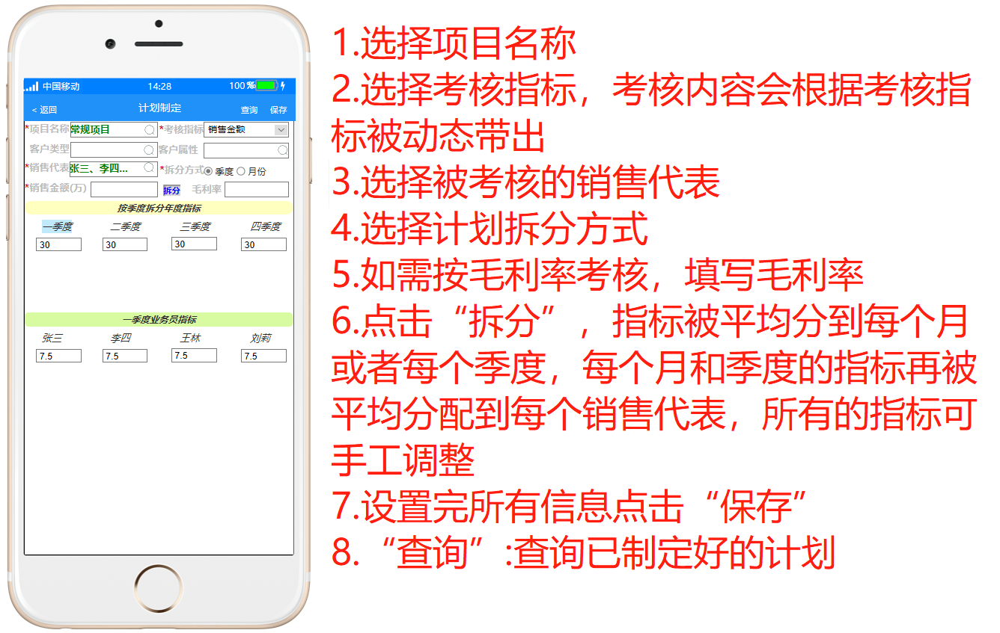 中国移动 14:28 100%
< 返回 计划制定 查询 保存
*项目名称 常规项目 *考核指标 销售金额
客户类型 客户属性
*销售代表 张三、李四... *拆分方式 季度 月份
*销售金额(万) 拆分 毛利率
按季度拆分年度指标
一季度 二季度 三季度 四季度
30 30 30 30
一季度业务员指标
张三 李四 王林 刘莉
7.5 7.5 7.5 7.5
1.选择项目名称
2.选择考核指标，考核内容会根据考核指
标被动态带出
3.选择被考核的销售代表
4.选择计划拆分方式
5.如需按毛利率考核，填写毛利率
6.点击“拆分”，指标被平均分到每个月
或者每个季度，每个月和季度的指标再被
平均分配到每个销售代表，所有的指标可
手工调整
7.设置完所有信息点击“保存”
8.“查询”:查询已制定好的计划